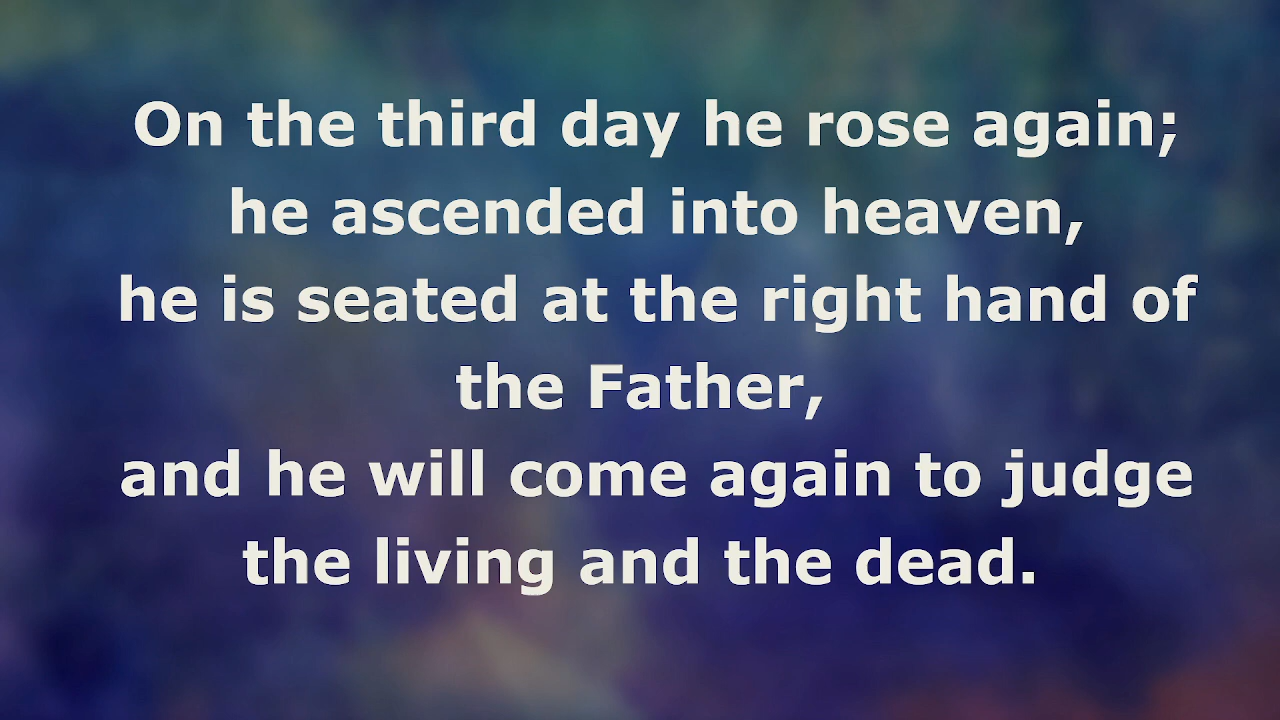 On the third day he rose again;
he ascended into heaven,
he is seated at the right hand of
the Father,
and he will come again to judge
the living and the dead.